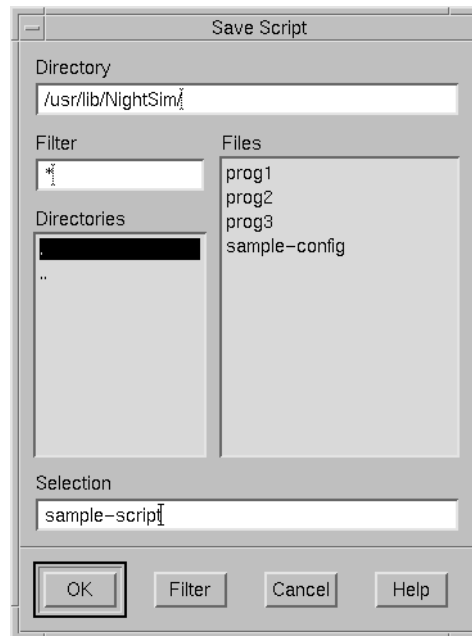 Save Script
Directory
/usr/lib/NightSim/
Filter
*
Directories
.
..
Files
prog1
prog2
prog3
sample-config
Selection
sample-script
OK
Filter
Cancel
Help